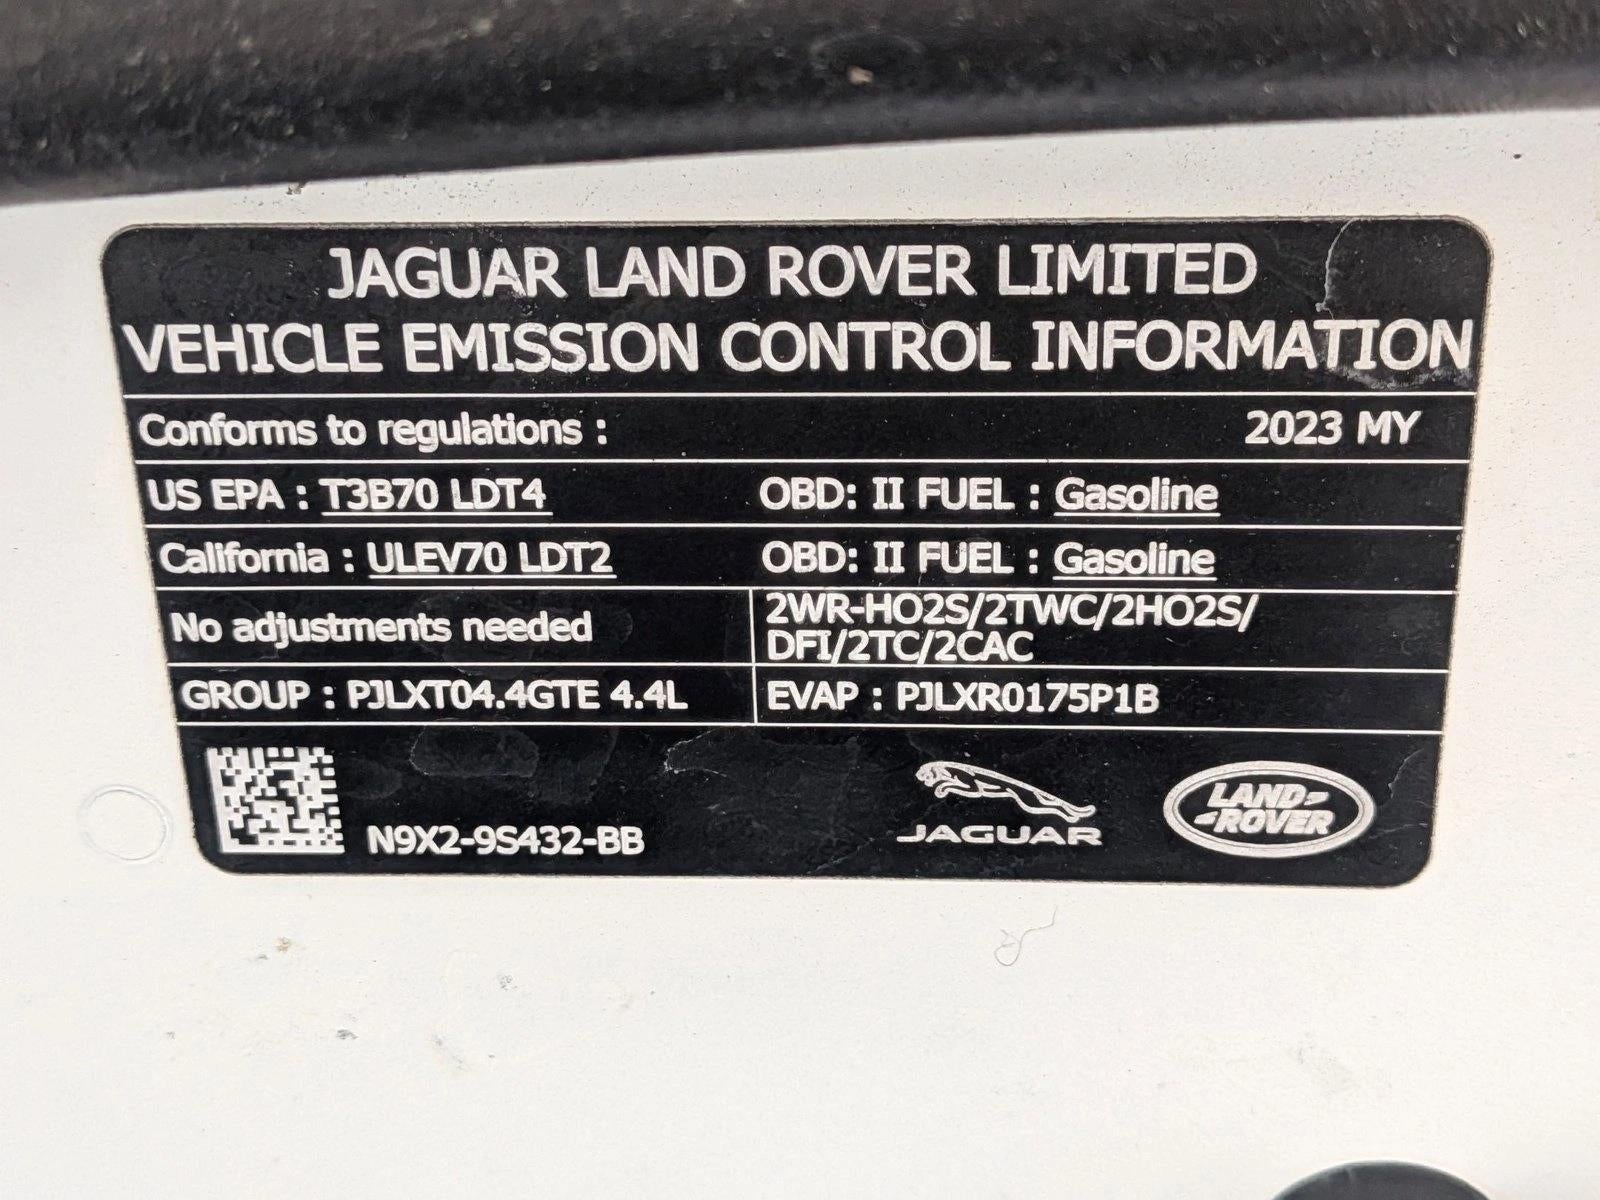 JAGUAR LAND ROVER LIMITED
VEHICLE EMISSION CONTROL INFORMATION
Conforms to regulations : 2023 MY
US EPA : T3B70 LDT4 OBD: II FUEL : Gasoline
California : ULEV70 LDT2 OBD: II FUEL : Gasoline
No adjustments needed
2WR-HO2S/2TWC/2HO2S/
DFI/2TC/2CAC
GROUP : PJLXT04.4GTE 4.4L EVAP : PJLXR0175P1B
N9X2-9S432-BB
JAGUAR
LAND
ROVER